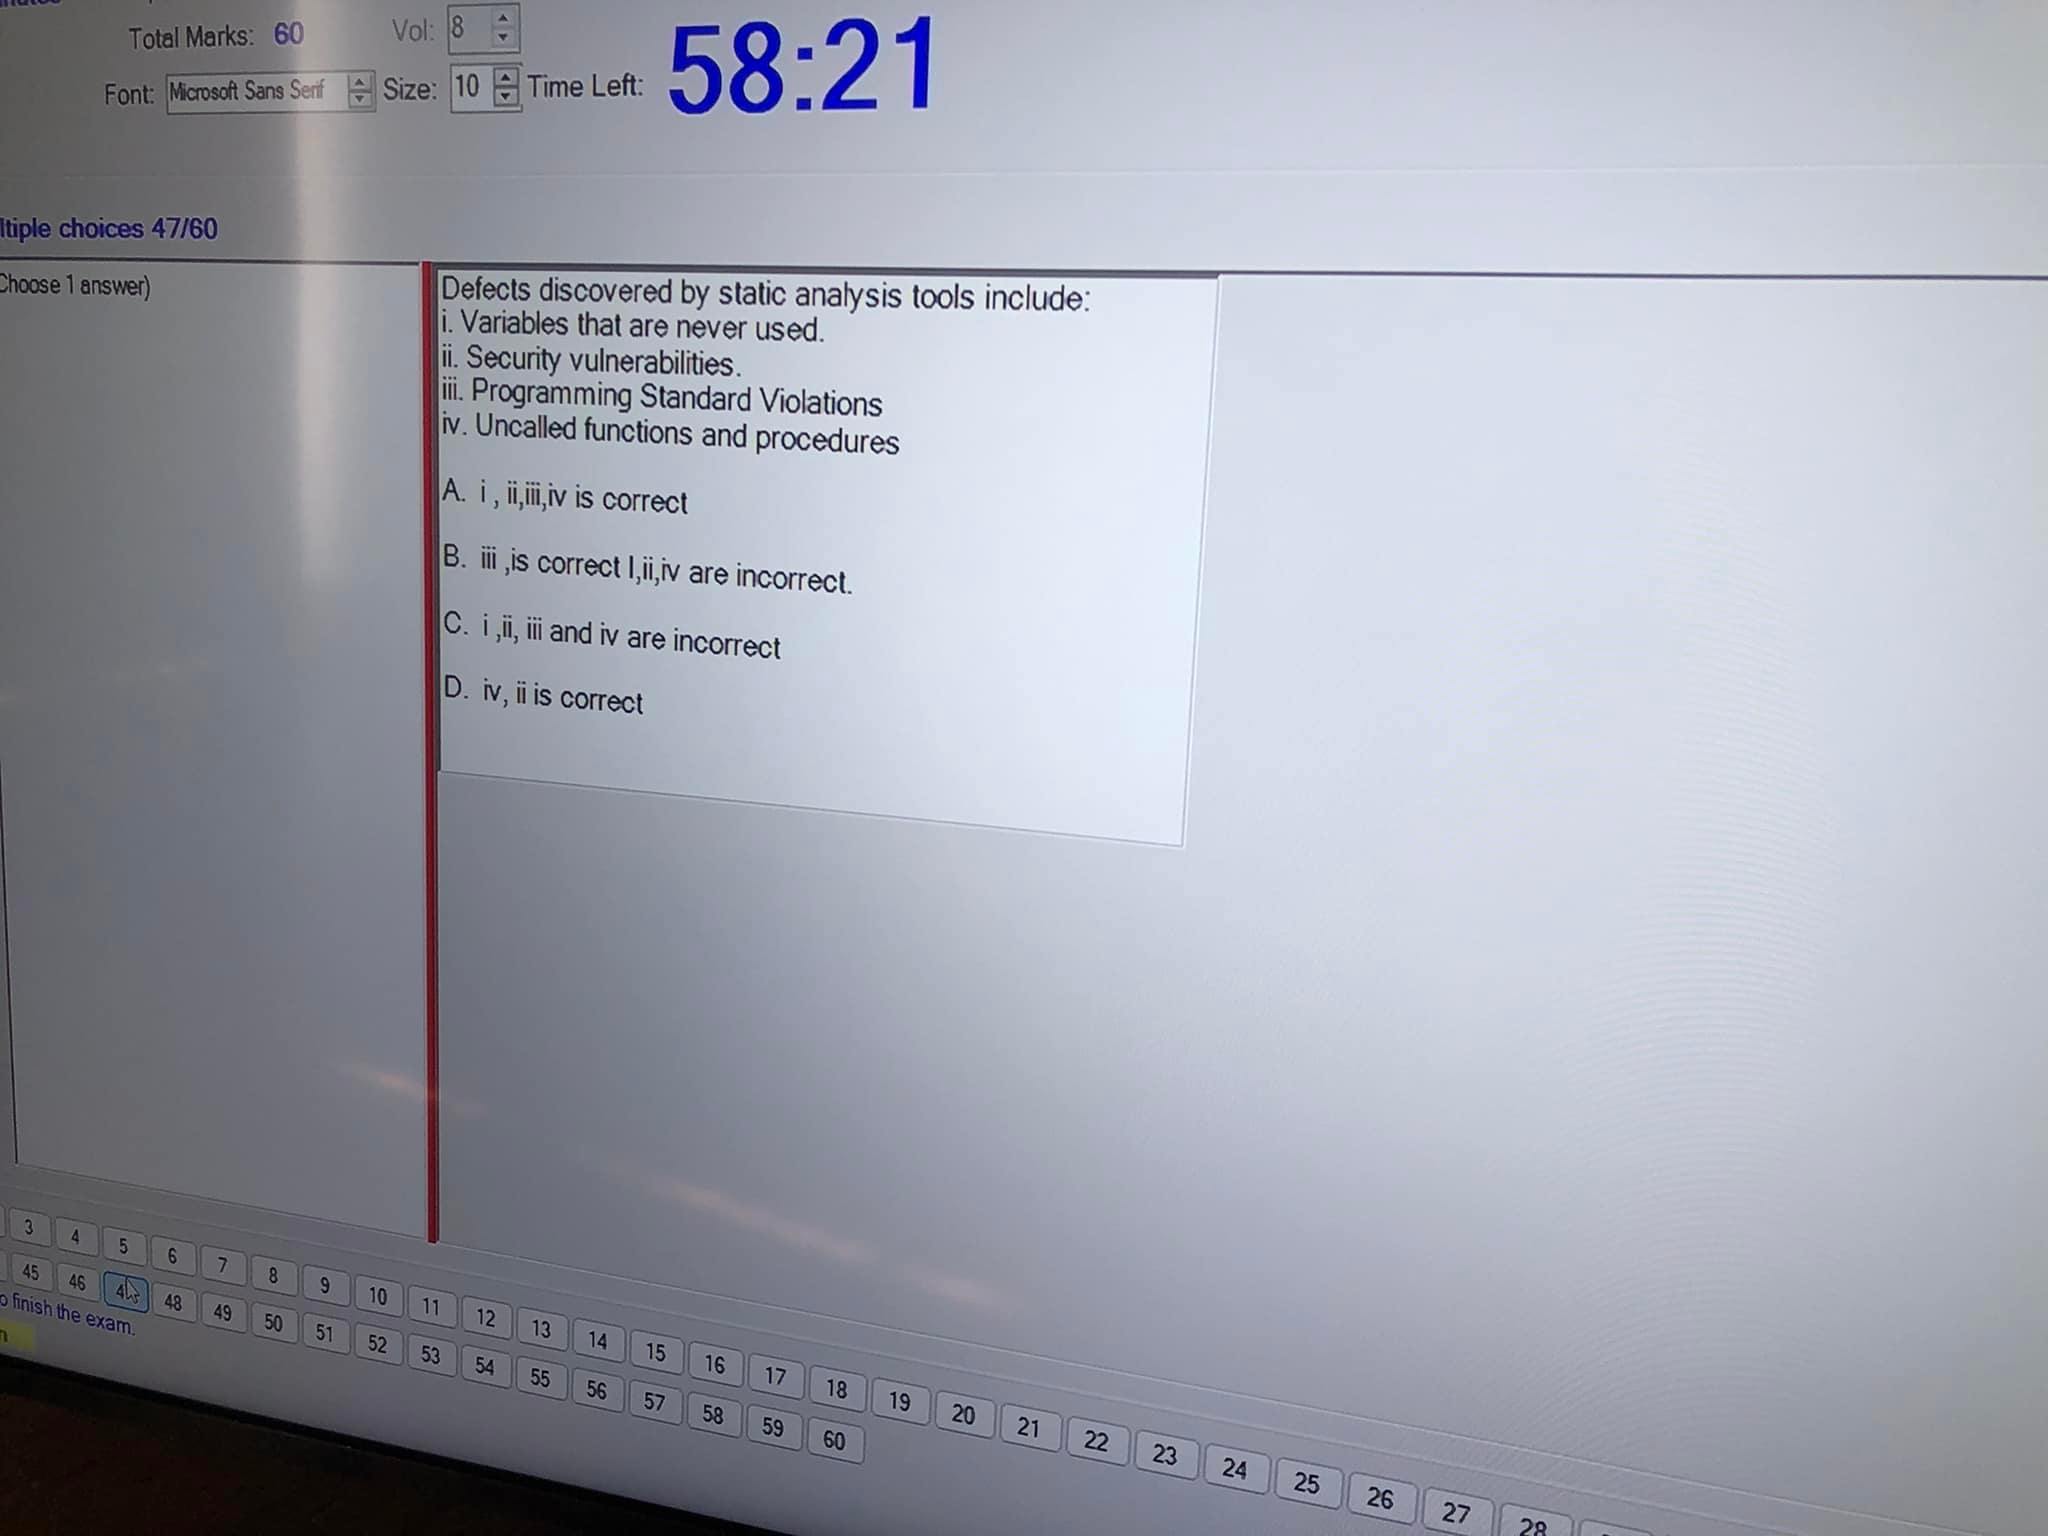 Total Marks: 60
Vol: 8
Font: Microsoft Sans Serif Size: 10 Time Left: 58:21
ltiple choices 47/60
Choose 1 answer)
Defects discovered by static analysis tools include:
i. Variables that are never used.
ii. Security vulnerabilities.
iii. Programming Standard Violations
iv. Uncalled functions and procedures
A. i , ii,iii,iv is correct
B. iii ,is correct I,ii,iv are incorrect.
C. i ,ii, iii and iv are incorrect
D. iv, ii is correct
3 4 5 6 7 8 9 10 11 12 13 14 15 16 17 18 19 20 21 22 23 24 25 26 27 28
45 46 48 49 50 51 52 53 54 55 56 57 58 59 60
o finish the exam.